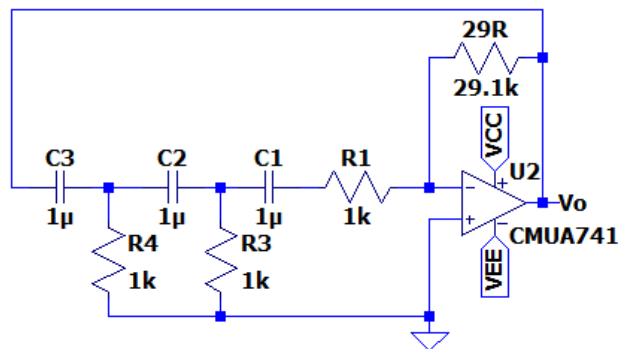 29R
29.1k
VCC
U2
C3
C2
C1
R1
+
−
Vo
1µ
1µ
1µ
1k
+
−
CMUA741
R4
R3
1k
1k
VEE